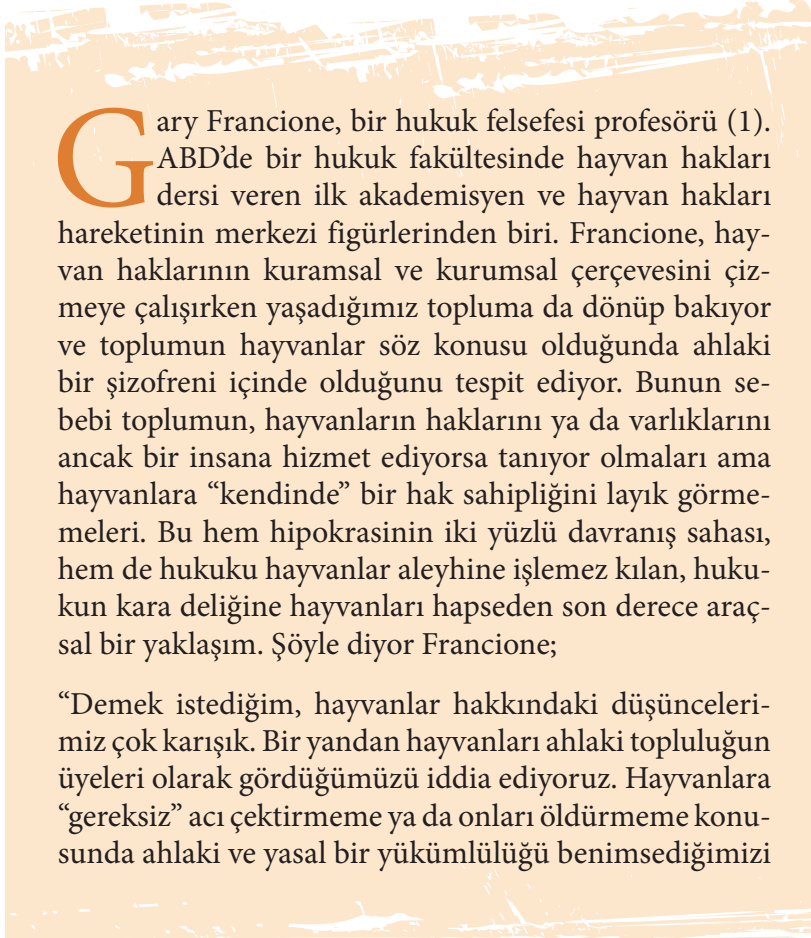 Gary Francione, bir hukuk felsefesi profesörü (1).
ABD’de bir hukuk fakültesinde hayvan hakları
dersi veren ilk akademisyen ve hayvan hakları
hareketinin merkezi figürlerinden biri. Francione, hay-
van haklarının kuramsal ve kurumsal çerçevesini çiz-
meye çalışırken yaşadığımız topluma da dönüp bakıyor
ve toplumun hayvanlar söz konusu olduğunda ahlaki
bir şizofreni içinde olduğunu tespit ediyor. Bunun se-
bebi toplumun, hayvanların haklarını ya da varlıklarını
ancak bir insana hizmet ediyorsa tanıyor olmaları ama
hayvanlara “kendinde” bir hak sahipliğini layık görme-
meleri. Bu hem hipokrasinin iki yüzlü davranış sahası,
hem de hukuku hayvanlar aleyhine işlemez kılan, huku-
kun kara deliğine hayvanları hapseden son derece araç-
sal bir yaklaşım. Şöyle diyor Francione;
“Demek istediğim, hayvanlar hakkındaki düşünceleri-
miz çok karışık. Bir yandan hayvanları ahlaki topluluğun
üyeleri olarak gördüğümüzü iddia ediyoruz. Hayvanlara
“gereksiz” acı çektirmeme ya da onları öldürmeme konu-
sunda ahlaki ve yasal bir yükümlülüğü benimsediğimizi